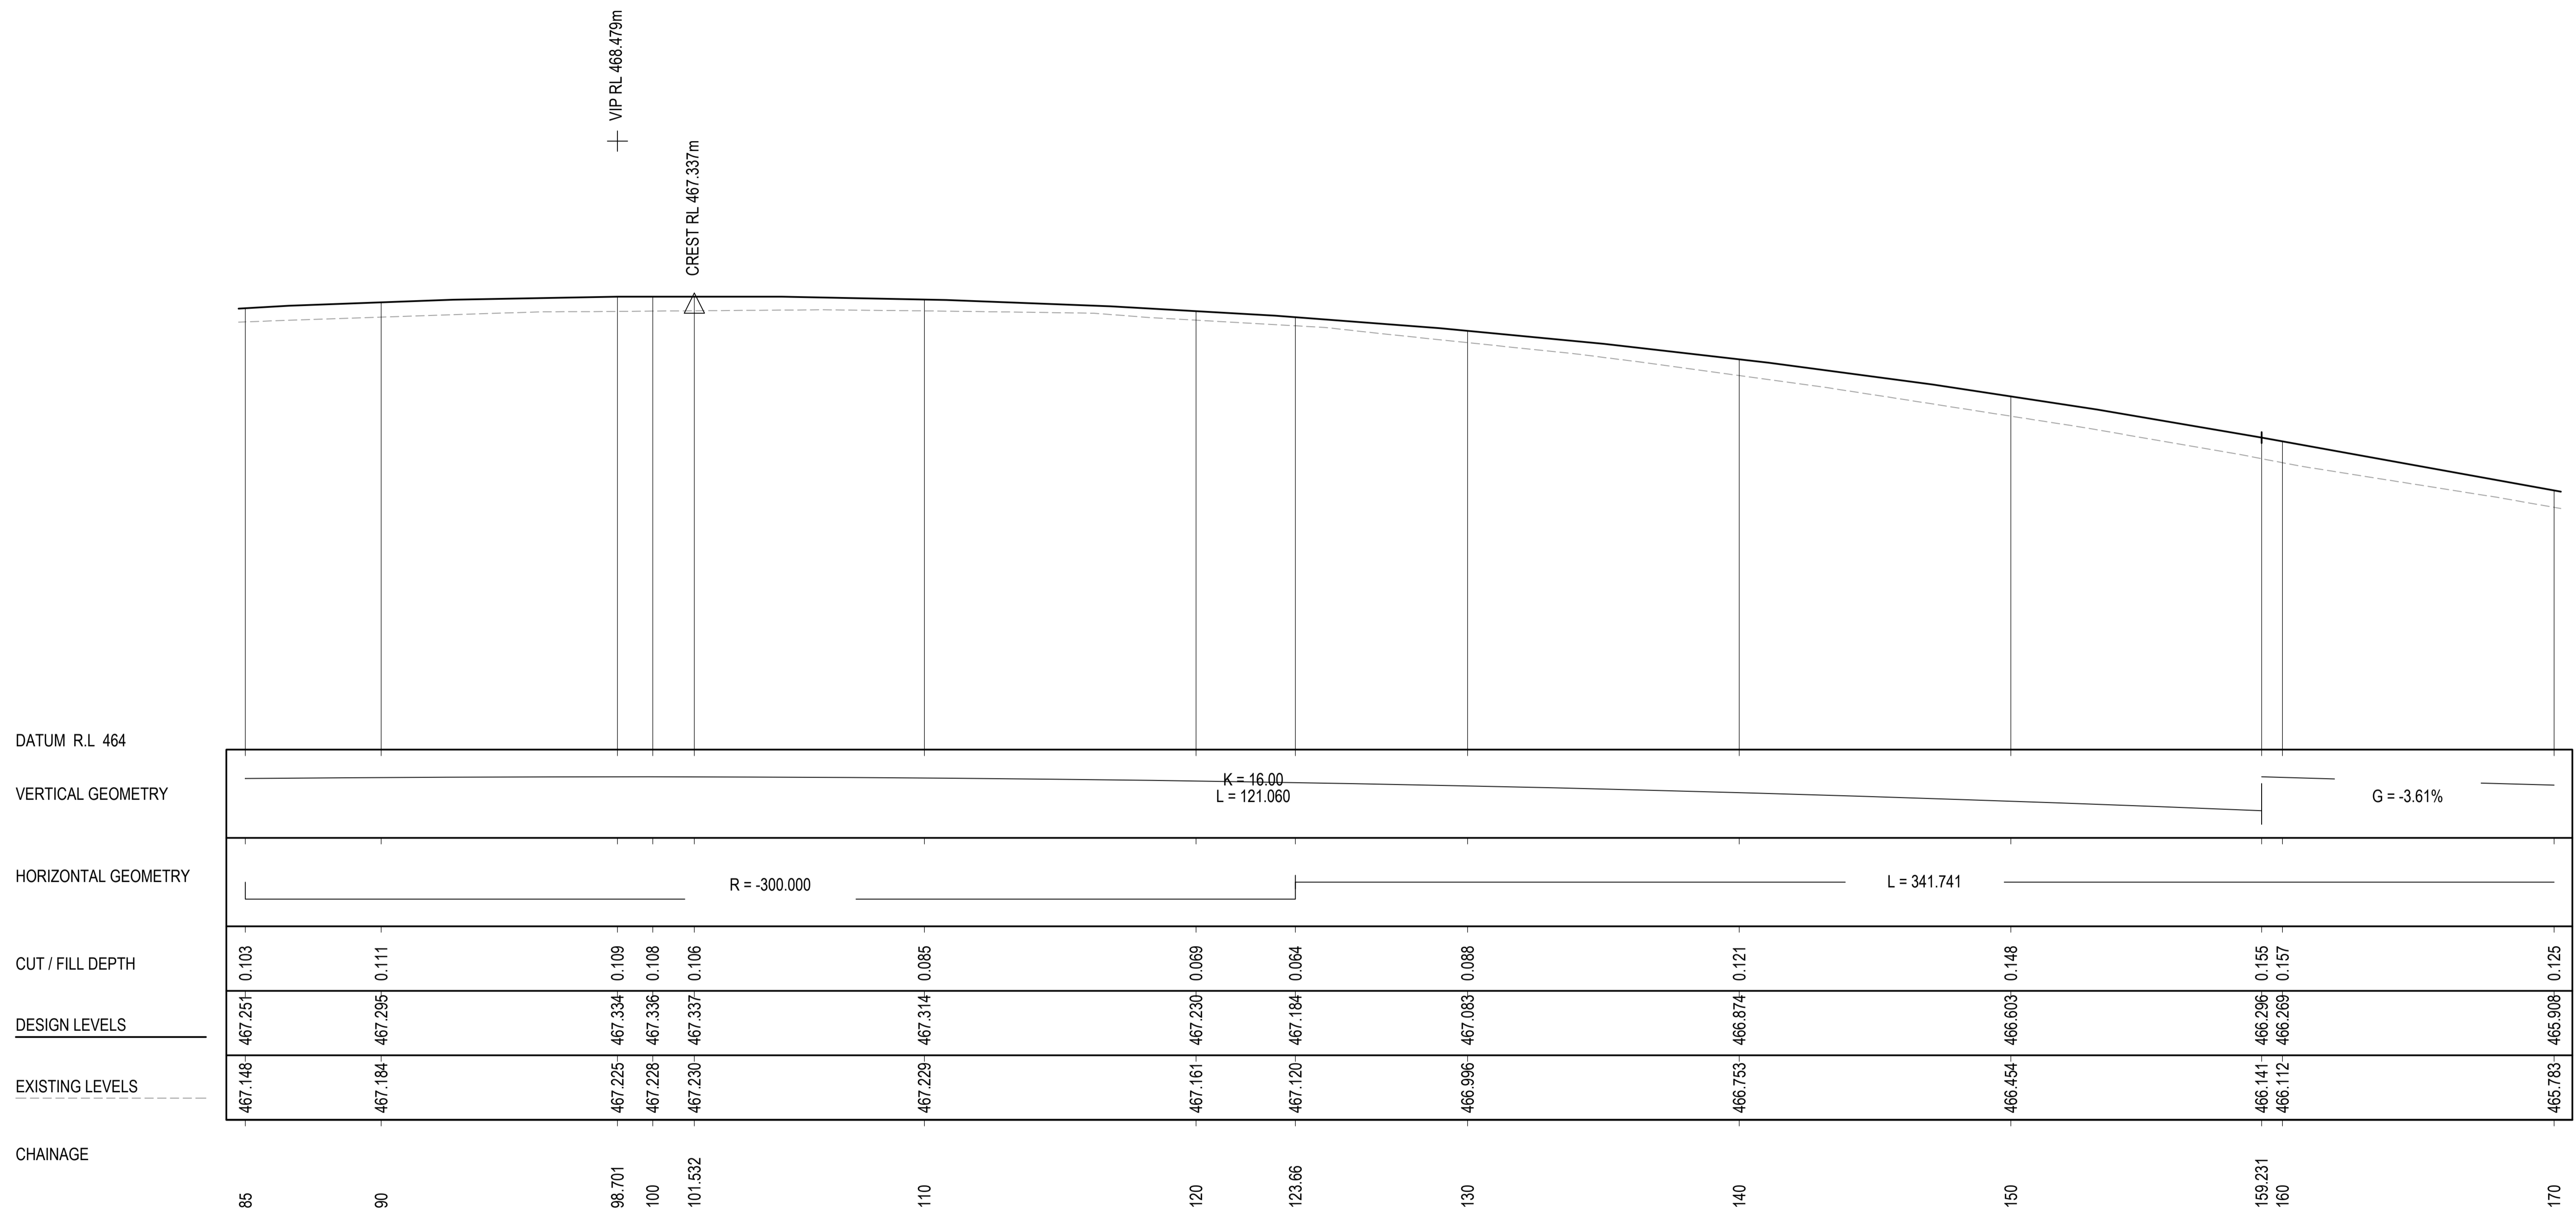 VIP RL 468.479m
CREST RL 467.337m
DATUM R.L 464
VERTICAL GEOMETRY
K = 16.00
L = 121.060
G = -3.61%
HORIZONTAL GEOMETRY
R = -300.000
L = 341.741
CUT / FILL DEPTH
0.103 0.111 0.109 0.108 0.106 0.085 0.069 0.064 0.088 0.121 0.148 0.155 0.157 0.125
DESIGN LEVELS
467.251 467.295 467.334 467.336 467.337 467.314 467.230 467.184 467.083 466.874 466.603 466.296 466.269 465.908
EXISTING LEVELS
467.148 467.184 467.225 467.228 467.230 467.229 467.161 467.120 466.996 466.753 466.454 466.141 466.112 465.783
CHAINAGE
85 90 98.701 100 101.532 110 120 123.66 130 140 150 159.231 160 170